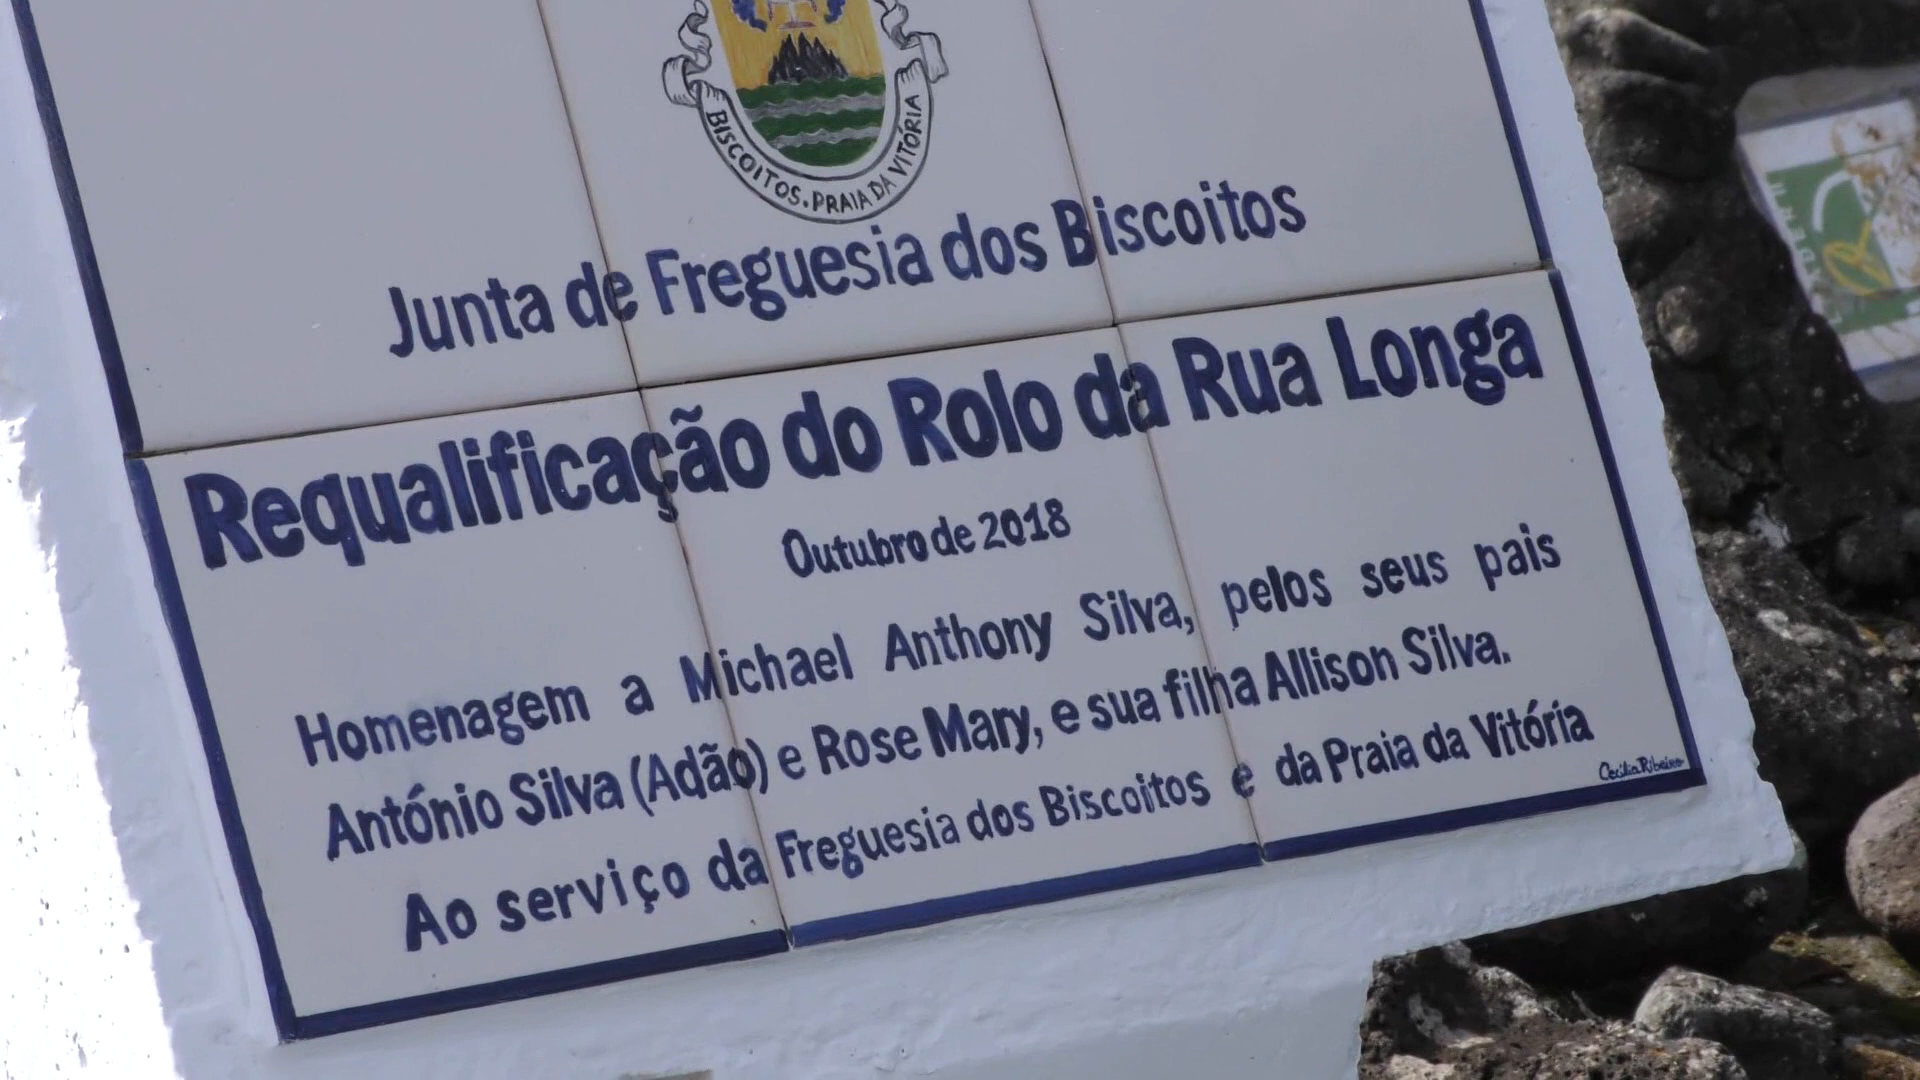 BISCOITOS. PRAIA DA VITÓRIA
Junta de Freguesia dos Biscoitos
Requalificação do Rolo da Rua Longa
Outubro de 2018
Homenagem a Michael Anthony Silva, pelos seus pais
António Silva (Adão) e Rose Mary, e sua filha Allison Silva.
Ao serviço da Freguesia dos Biscoitos e da Praia da Vitória
Cecília Ribeiro